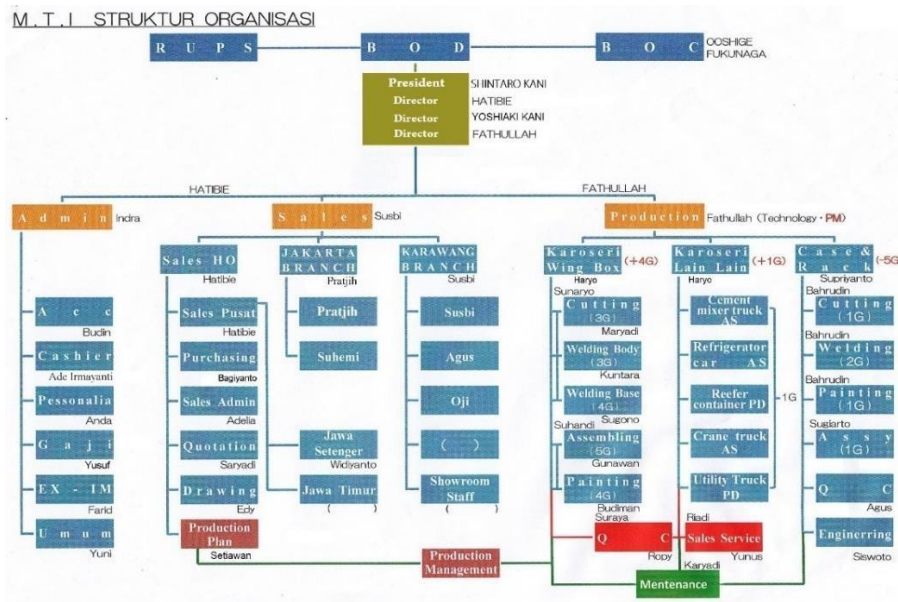 M.T.I STRUKTUR ORGANISASI
R U P S
B O D
B O C
OOSHIGE
FUKUNAGA
President SHINTARO KANI
Director HATIBIE
Director YOSHIAKI KANI
Director FATHULLAH
HATIBIE
FATHULLAH
Admin Indra
Sales Susbi
Production Fathullah (Technology・PM)
Sales HO
Hatibie
JAKARTA
BRANCH
Pratjih
KARAWANG
BRANCH
Susbi
Karoseri
Wing Box (+4G)
Haryo
Karoseri
Lain Lain (+1G)
Haryo
Case &
Rack (-5G)
Supriyanto
Acc
Budin
Cashier
Ade Irmayanti
Pessonalia
Anda
Gaji
Yusuf
EX-IM
Farid
Umum
Yuni
Sales Pusat
Hatibie
Purchasing
Bagiyanto
Sales Admin
Adelia
Quotation
Saryadi
Drawing
Edy
Production
Plan
Setiawan
Pratjih
Suhemi
Jawa
Setenger
Widiyanto
Jawa Timur
( )
Susbi
Agus
Oji
( )
Showroom
Staff
( )
Sunaryo
Cutting
(3G)
Maryadi
Welding Body
(3G)
Kuntara
Welding Base
(4G)
Sugono
Suhandi
Assembling
(5G)
Gunawan
Painting
(4G)
Budiman
Suraya
Q C
Ropy
Cement
mixer truck
AS
Refrigerator
car AS
Reefer
container PD
Crane truck
AS
Utility Truck
PD
1G
Riadi
Sales Service
Yunus
Karyadi
Bahrudin
Cutting
(1G)
Bahrudin
Welding
(2G)
Bahrudin
Painting
(1G)
Sugiarto
Assy
(1G)
Q C
Agus
Enginerring
Siswoto
Production
Management
Mentenance